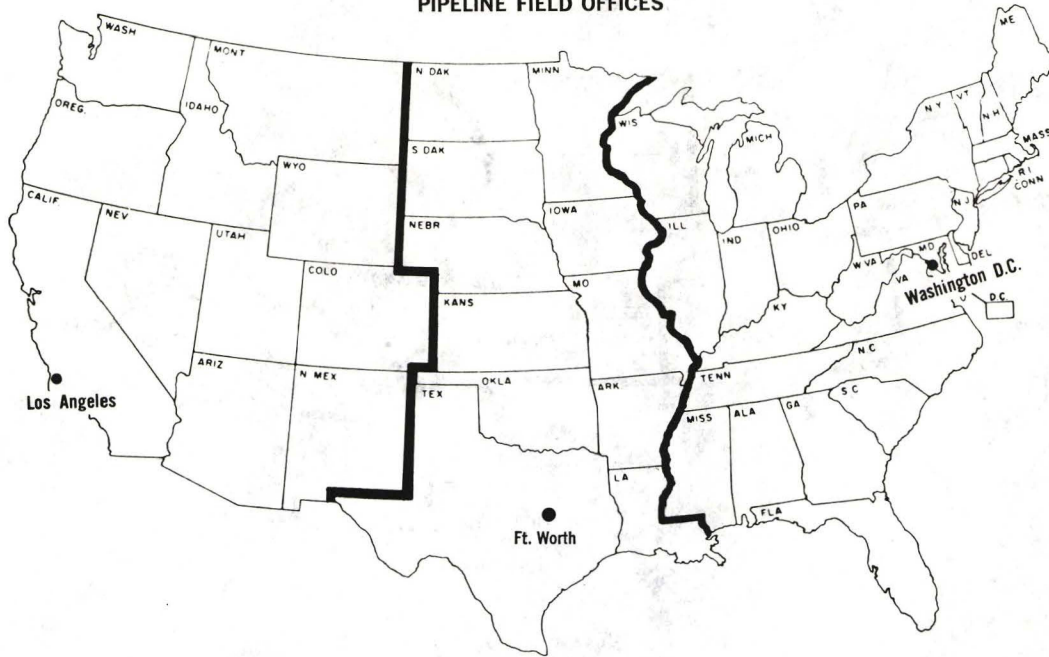 PIPELINE FIELD OFFICES
WASH
MONT
N DAK
MINN
ME
OREG.
IDAHO
S DAK
WIS
MICH
N Y
VT
N H
MASS
R I
CONN
WYO
CALIF.
NEV
UTAH
NEBR
IOWA
ILL
IND
OHIO
PA
N J
COLO
MO
KANS
W VA
VA
MD
DEL
Washington D.C.
D C
KY
ARIZ
N MEX
TEX
OKLA
ARK
TENN
N C
S C
Los Angeles
MISS
ALA
GA
LA
FLA
Ft. Worth